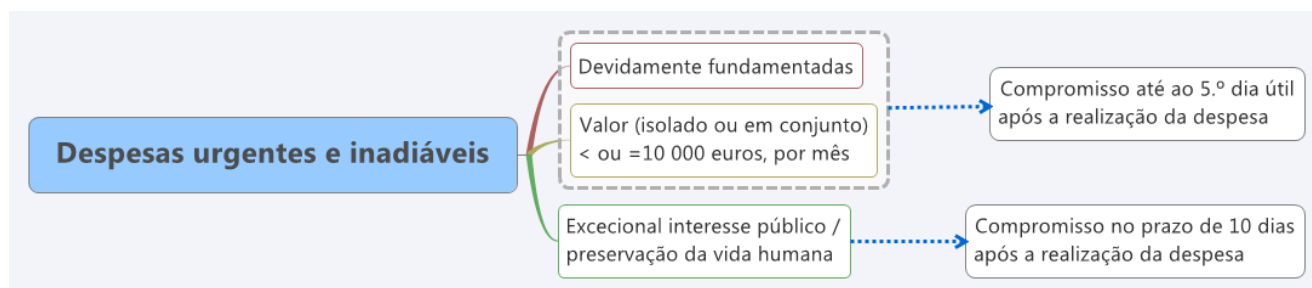 Despesas urgentes e inadiáveis
Devidamente fundamentadas
Valor (isolado ou em conjunto)
< ou =10 000 euros, por mês
Compromisso até ao 5.º dia útil
após a realização da despesa
Excecional interesse público /
preservação da vida humana
Compromisso no prazo de 10 dias
após a realização da despesa